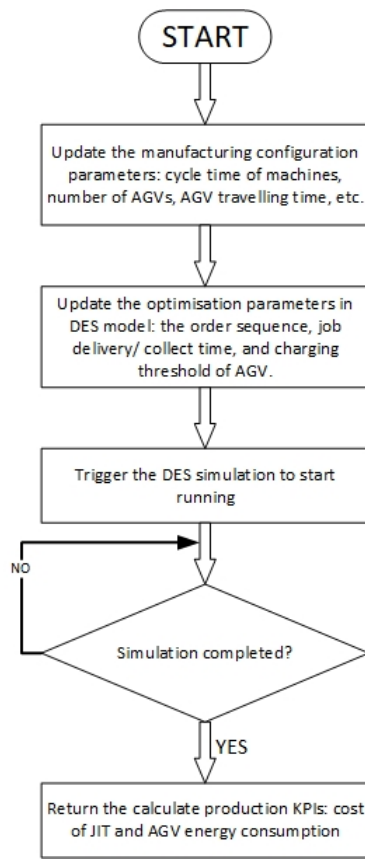 START
Update the manufacturing configuration
parameters: cycle time of machines,
number of AGVs, AGV travelling time, etc.
Update the optimisation parameters in
DES model: the order sequence, job
delivery/ collect time, and charging
threshold of AGV.
Trigger the DES simulation to start
running
NO
Simulation completed?
YES
Return the calculate production KPIs: cost
of JIT and AGV energy consumption